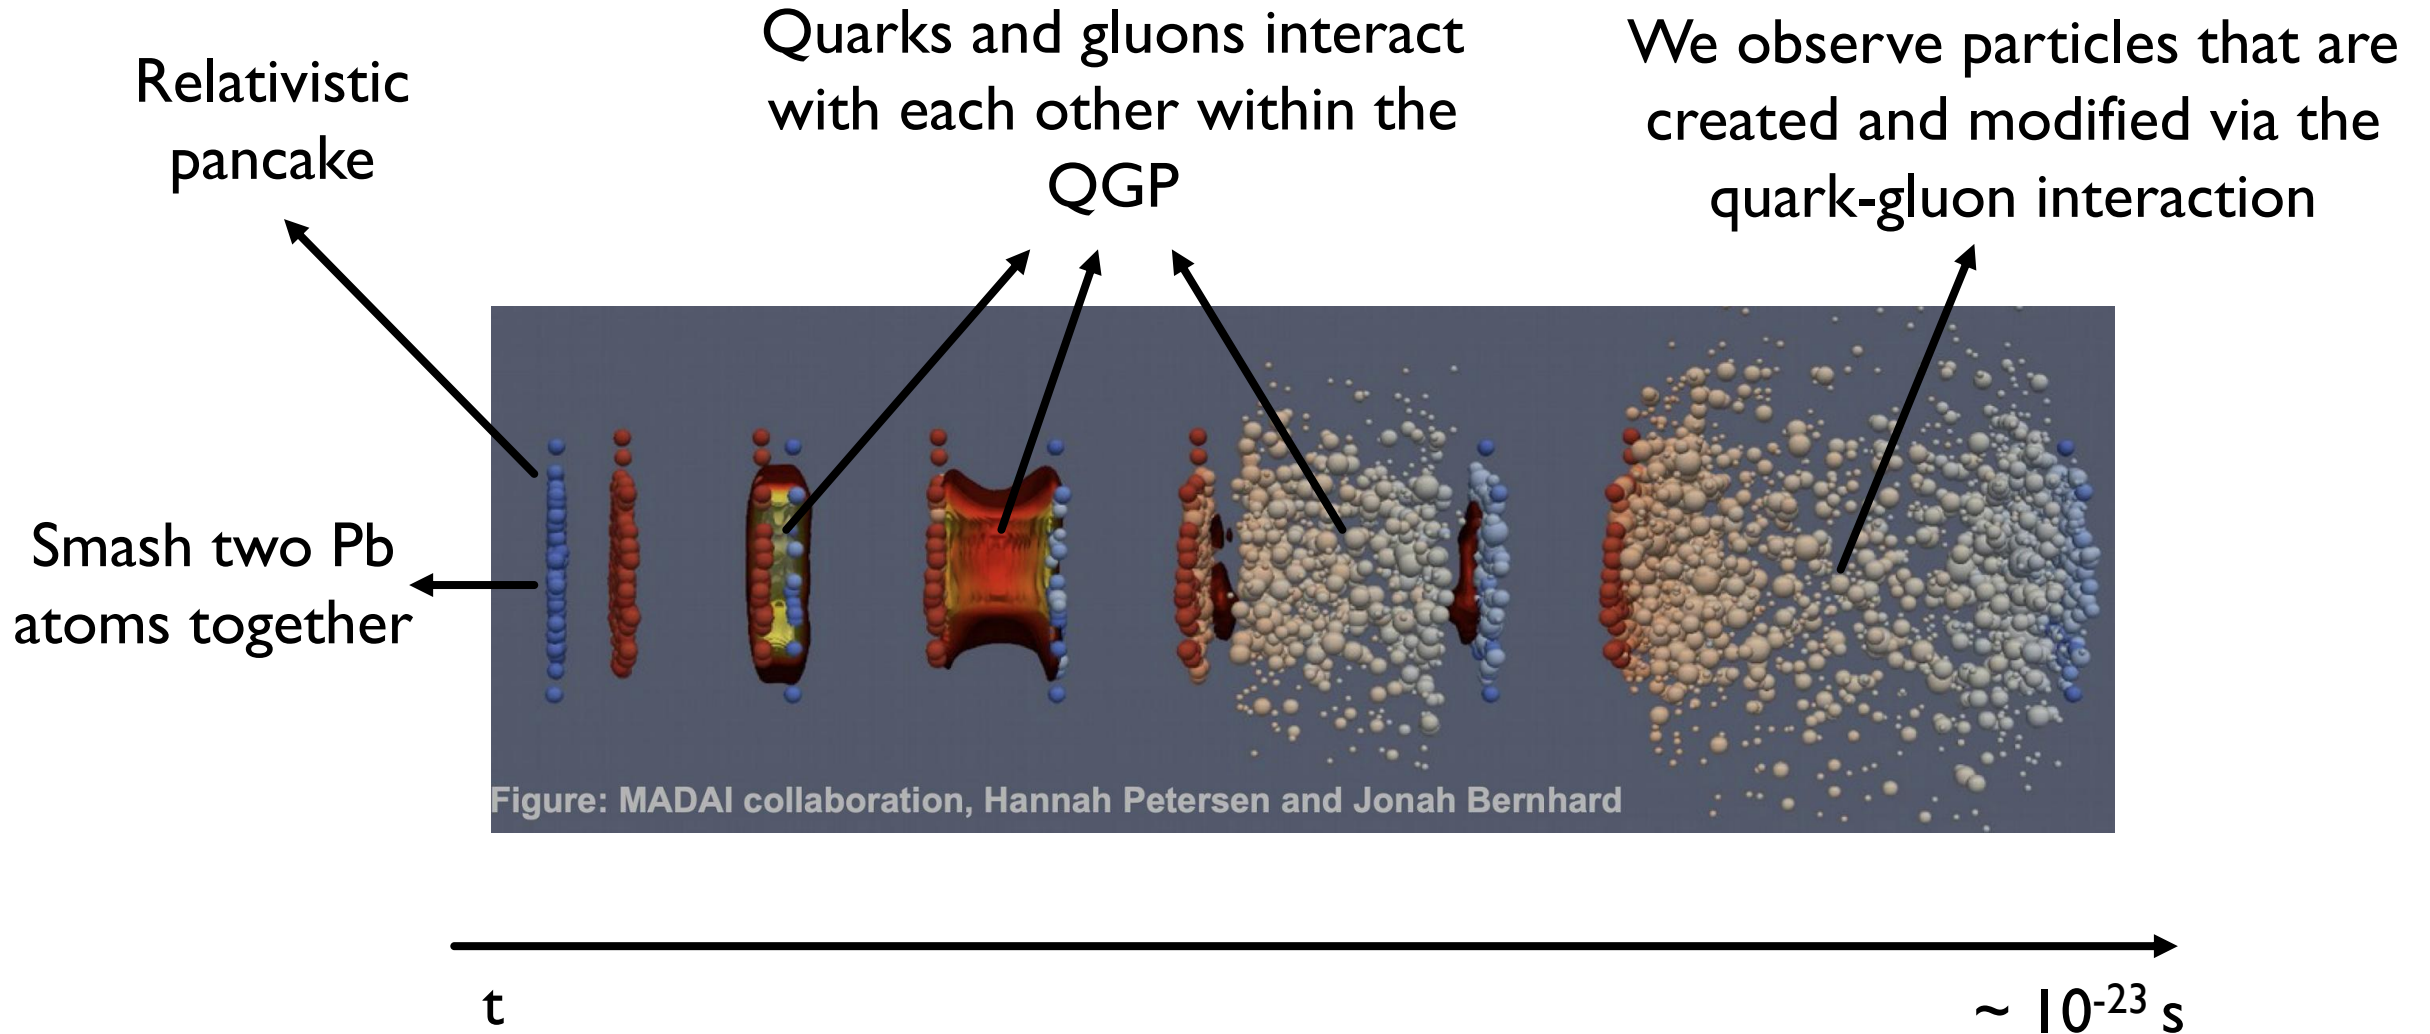 Relativistic
pancake
Quarks and gluons interact
with each other within the
QGP
We observe particles that are
created and modified via the
quark-gluon interaction
Smash two Pb
atoms together
Figure: MADAI collaboration, Hannah Petersen and Jonah Bernhard
t
~ 10⁻²³ s